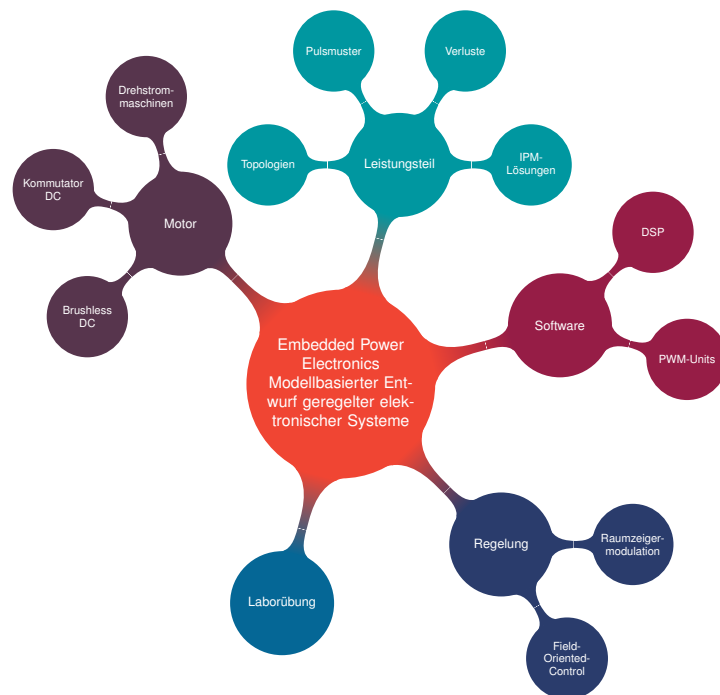 Pulsmuster
Verluste
Drehstrom-
maschinen
Topologien
Leistungsteil
IPM-
Lösungen
Kommutator
DC
Motor
DSP
Brushless
DC
Software
PWM-Units
Embedded Power
Electronics
Modellbasierter Ent-
wurf geregelter elek-
tronischer Systeme
Regelung
Raumzeiger-
modulation
Laborübung
Field-
Oriented-
Control